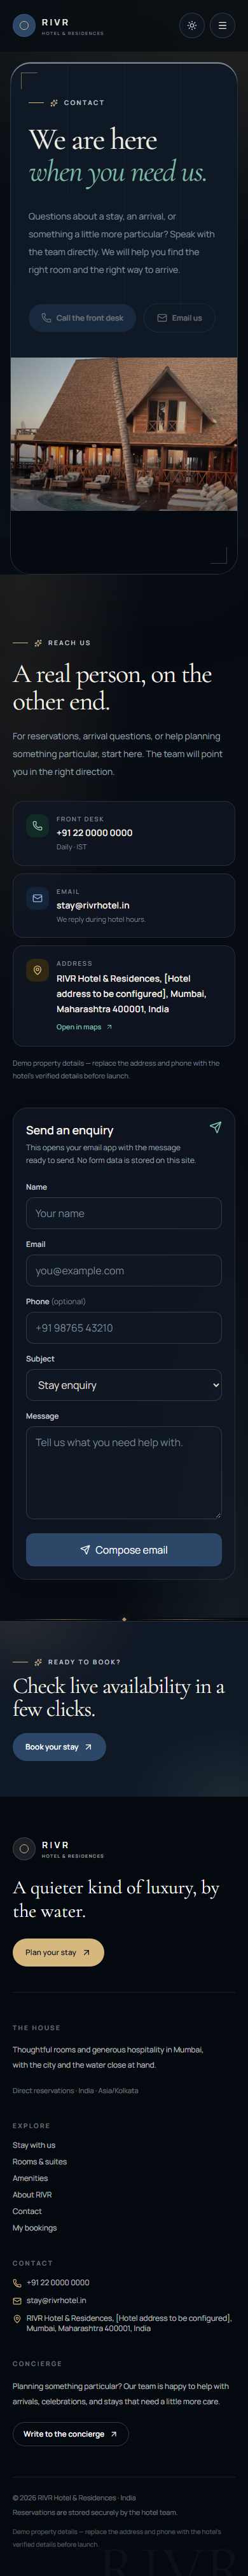 RIVR
HOTEL & RESIDENCES
CONTACT
We are here
when you need us.
Questions about a stay, an arrival, or
something a little more particular? Speak with
the team directly. We will help you find the
right room and the right way to arrive.
Call the front desk
Email us
REACH US
A real person, on the
other end.
For reservations, arrival questions, or help planning
something particular, start here. The team will point
you in the right direction.
FRONT DESK
+91 22 0000 0000
Daily · IST
EMAIL
stay@rivrhotel.in
We reply during hotel hours.
ADDRESS
RIVR Hotel & Residences, [Hotel
address to be configured], Mumbai,
Maharashtra 400001, India
Open in maps
Demo property details — replace the address and phone with the
hotel's verified details before launch.
Send an enquiry
This opens your email app with the message
ready to send. No form data is stored on this site.
Name
Your name
Email
you@example.com
Phone (optional)
+91 98765 43210
Subject
Stay enquiry
Message
Tell us what you need help with.
Compose email
READY TO BOOK?
Check live availability in a
few clicks.
Book your stay
RIVR
HOTEL & RESIDENCES
A quieter kind of luxury, by
the water.
Plan your stay
THE HOUSE
Thoughtful rooms and generous hospitality in Mumbai,
with the city and the water close at hand.
Direct reservations · India · Asia/Kolkata
EXPLORE
Stay with us
Rooms & suites
Amenities
About RIVR
Contact
My bookings
CONTACT
+91 22 0000 0000
stay@rivrhotel.in
RIVR Hotel & Residences, [Hotel address to be configured],
Mumbai, Maharashtra 400001, India
CONCIERGE
Planning something particular? Our team is happy to help with
arrivals, celebrations, and stays that need a little more care.
Write to the concierge
© 2026 RIVR Hotel & Residences · India
Reservations are stored securely by the hotel team.
Demo property details — replace the address and phone with the hotel's
verified details before launch.
RIVR